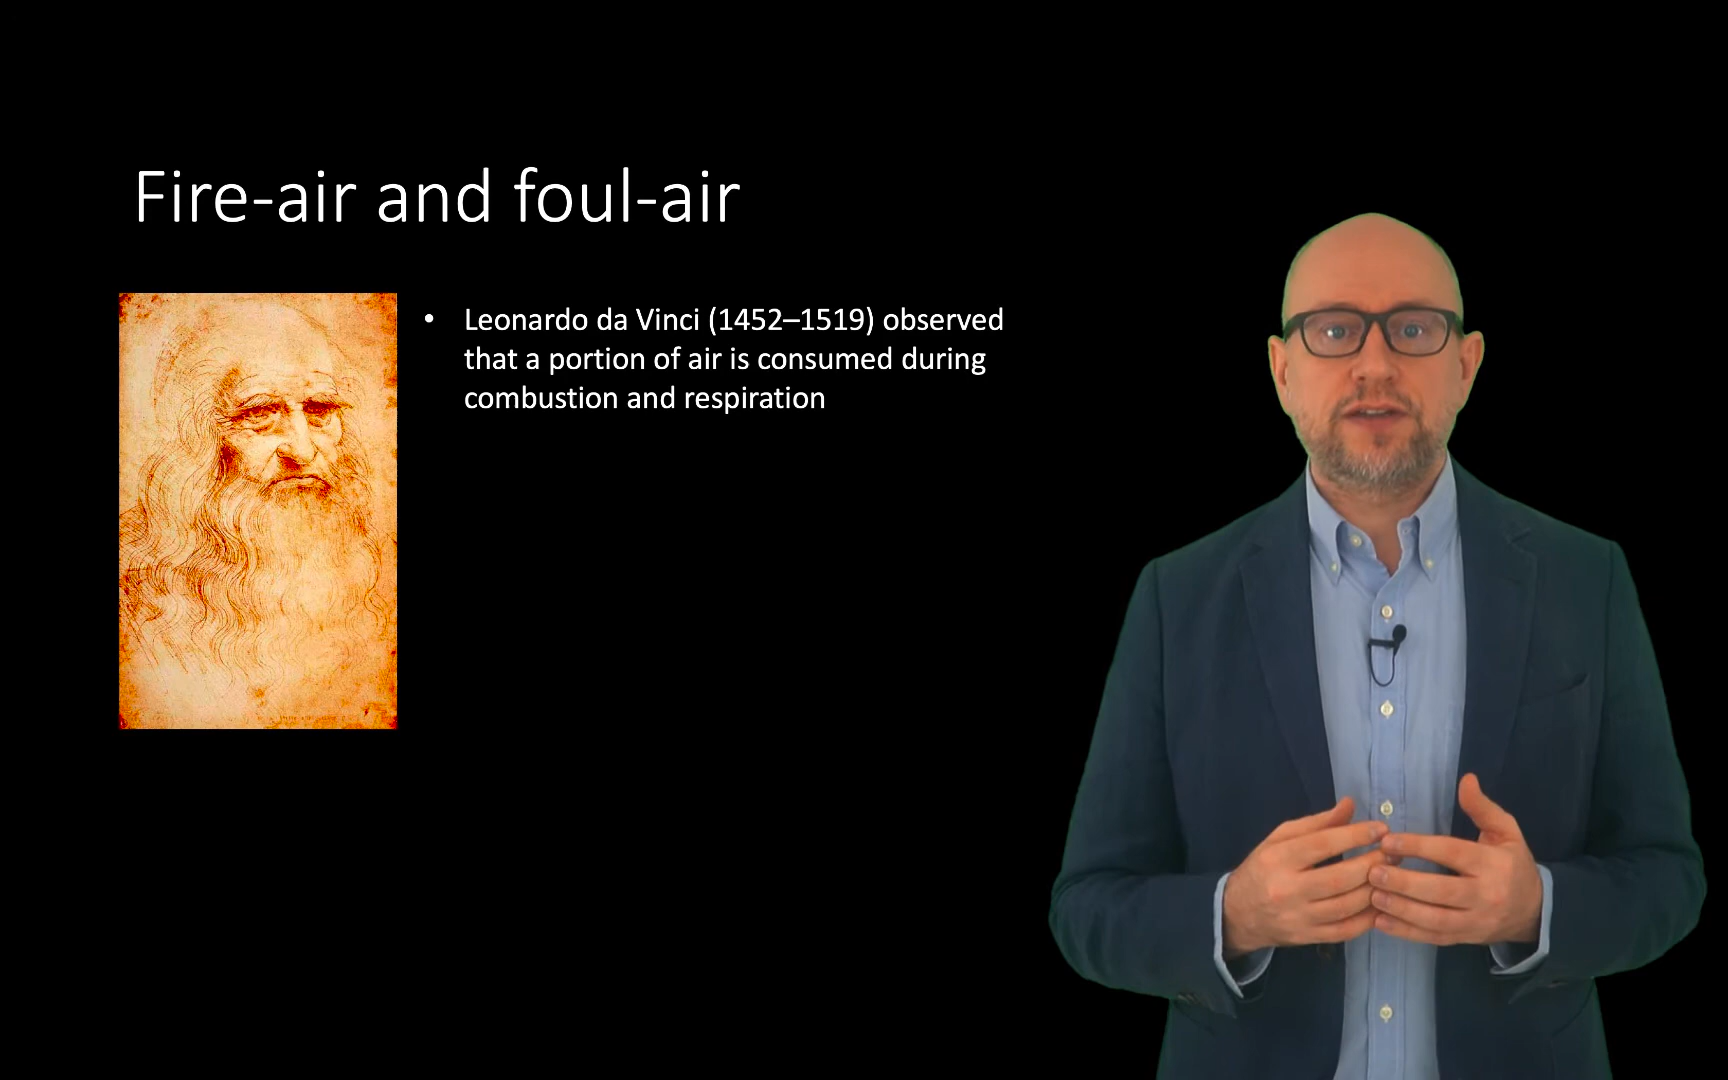 Fire-air and foul-air
• Leonardo da Vinci (1452–1519) observed
that a portion of air is consumed during
combustion and respiration